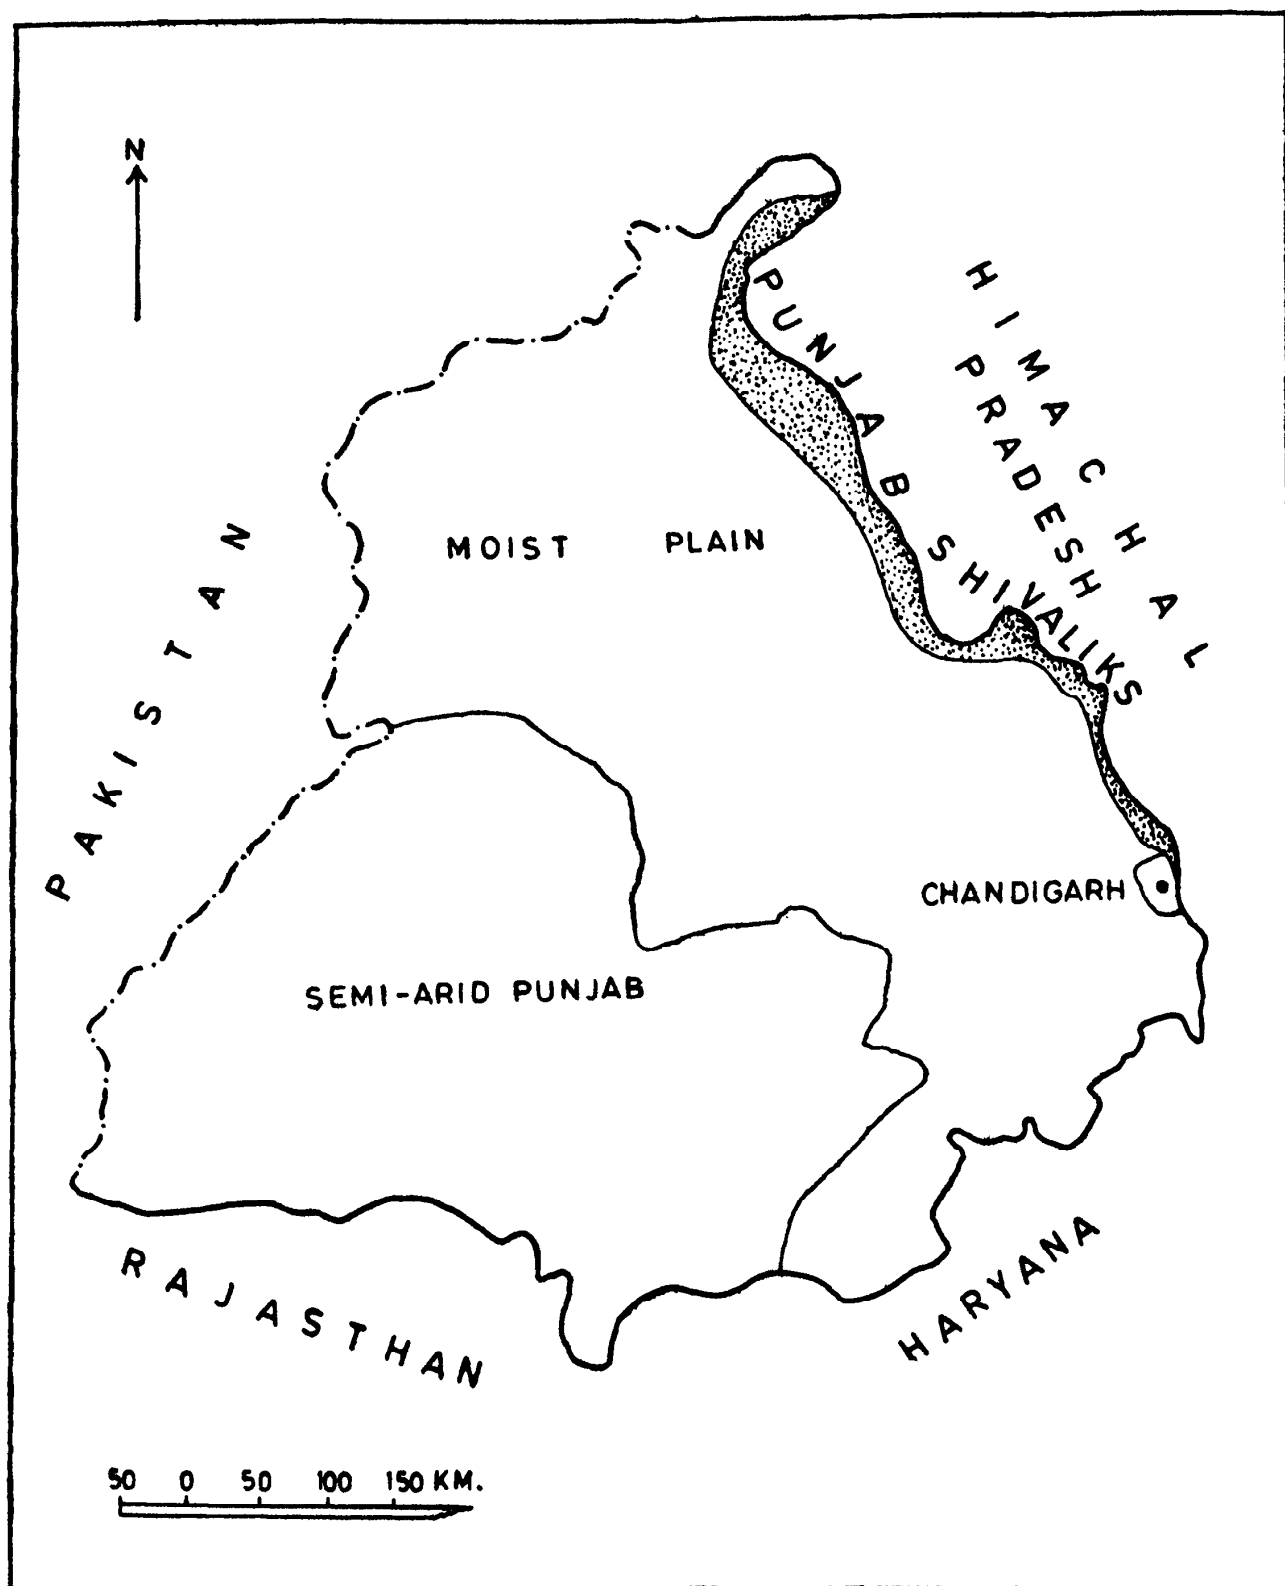 N
HIMACHAL
PRADESH
PUNJAB SHIVALIKS
MOIST PLAIN
PAKISTAN
CHANDIGARH
SEMI-ARID PUNJAB
HARYANA
RAJASTHAN
50 0 50 100 150 KM.